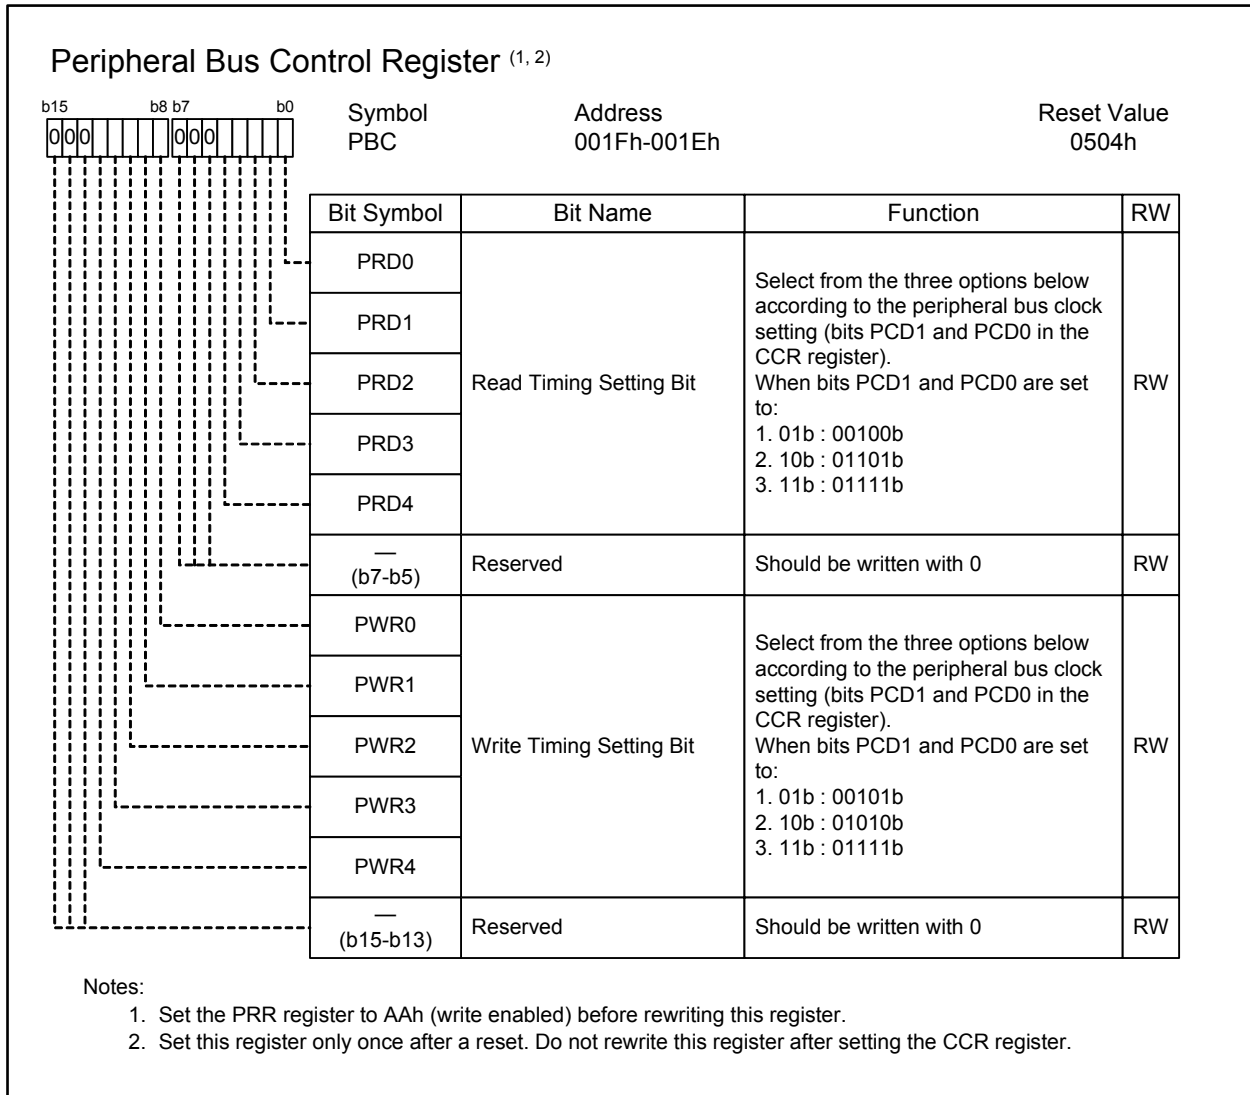 Peripheral Bus Control Register (1, 2)
b15 b8 b7 b0
0 0 0 0 0 0
Symbol Address Reset Value
PBC 001Fh-001Eh 0504h
Bit Symbol Bit Name Function RW
PRD0
PRD1
PRD2
PRD3
PRD4
Read Timing Setting Bit
Select from the three options below
according to the peripheral bus clock
setting (bits PCD1 and PCD0 in the
CCR register).
When bits PCD1 and PCD0 are set
to:
1. 01b : 00100b
2. 10b : 01101b
3. 11b : 01111b
RW
—
(b7-b5)
Reserved Should be written with 0 RW
PWR0
PWR1
PWR2
PWR3
PWR4
Write Timing Setting Bit
Select from the three options below
according to the peripheral bus clock
setting (bits PCD1 and PCD0 in the
CCR register).
When bits PCD1 and PCD0 are set
to:
1. 01b : 00101b
2. 10b : 01010b
3. 11b : 01111b
RW
—
(b15-b13)
Reserved Should be written with 0 RW
Notes:
1. Set the PRR register to AAh (write enabled) before rewriting this register.
2. Set this register only once after a reset. Do not rewrite this register after setting the CCR register.